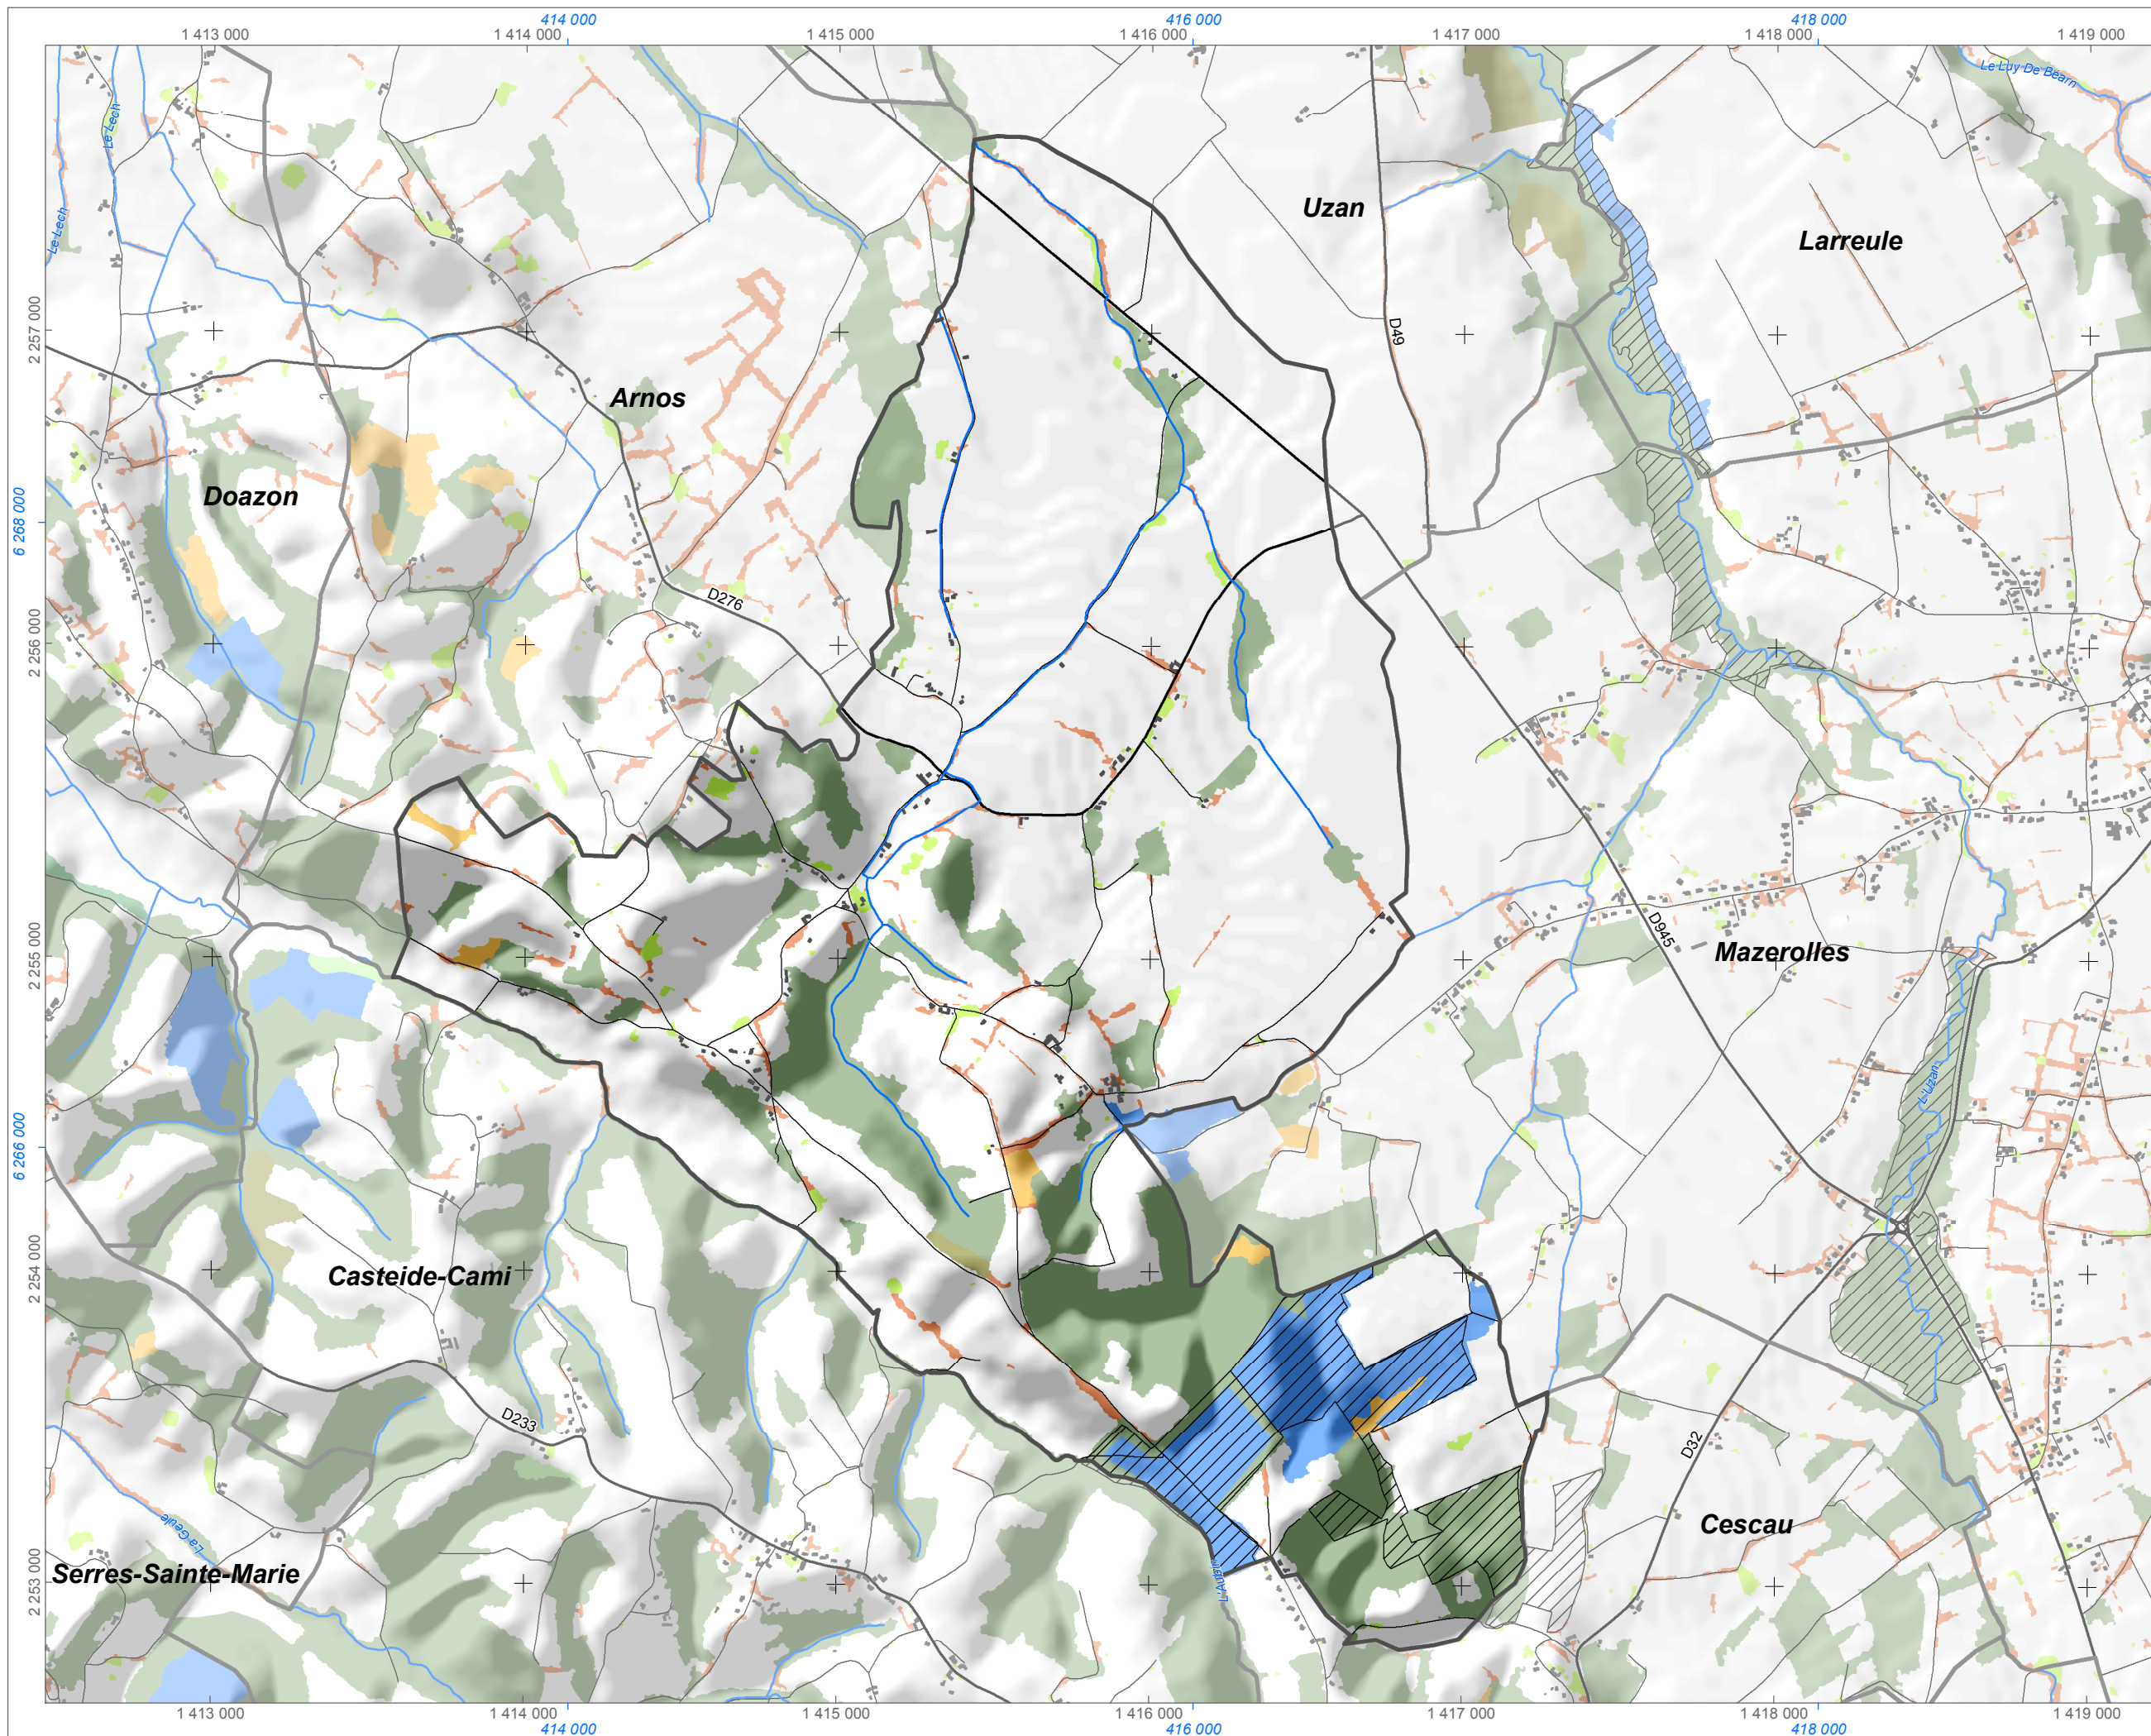 414 000
416 000
418 000
1 413 000
1 414 000
1 415 000
1 416 000
1 417 000
1 418 000
1 419 000
Le Luy De Béarn
Le Lech
Le Lech
Uzan
Larreule
2 257 000
D49
Arnos
Doazon
6 268 000
D276
2 256 000
D945
Mazerolles
2 255 000
L'Uzan
6 266 000
2 254 000
Casteide-Cami
D233
D32
La Geüle
Cescau
Serres-Sainte-Marie
2 253 000
L'Aubin
1 413 000
1 414 000
1 415 000
1 416 000
1 417 000
1 418 000
1 419 000
414 000
416 000
418 000